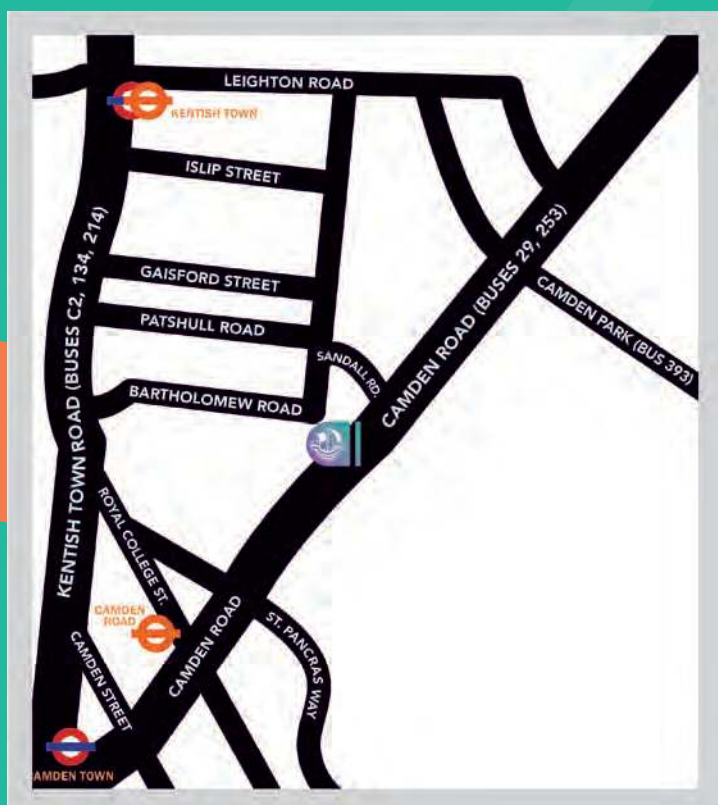 LEIGHTON ROAD
KENTISH TOWN
ISLIP STREET
KENTISH TOWN ROAD (BUSES C2, 134, 214)
CAMDEN ROAD (BUSES 29, 253)
GAISFORD STREET
CAMDEN PARK (BUS 393)
PATSHULL ROAD
SANDALL RD.
BARTHOLOMEW ROAD
ROYAL COLLEGE ST.
CAMDEN
ROAD
CAMDEN ROAD
ST. PANCRAS WAY
CAMDEN STREET
AMDEN TOWN